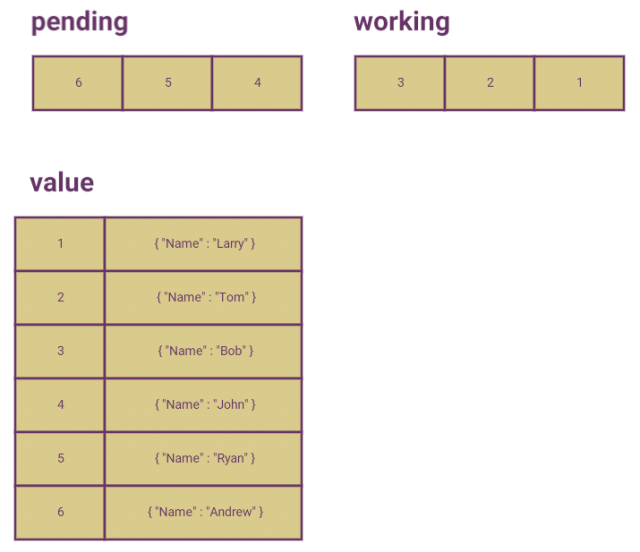 pending
working
6 5 4
3 2 1
value
1 { "Name" : "Larry" }
2 { "Name" : "Tom" }
3 { "Name" : "Bob" }
4 { "Name" : "John" }
5 { "Name" : "Ryan" }
6 { "Name" : "Andrew" }